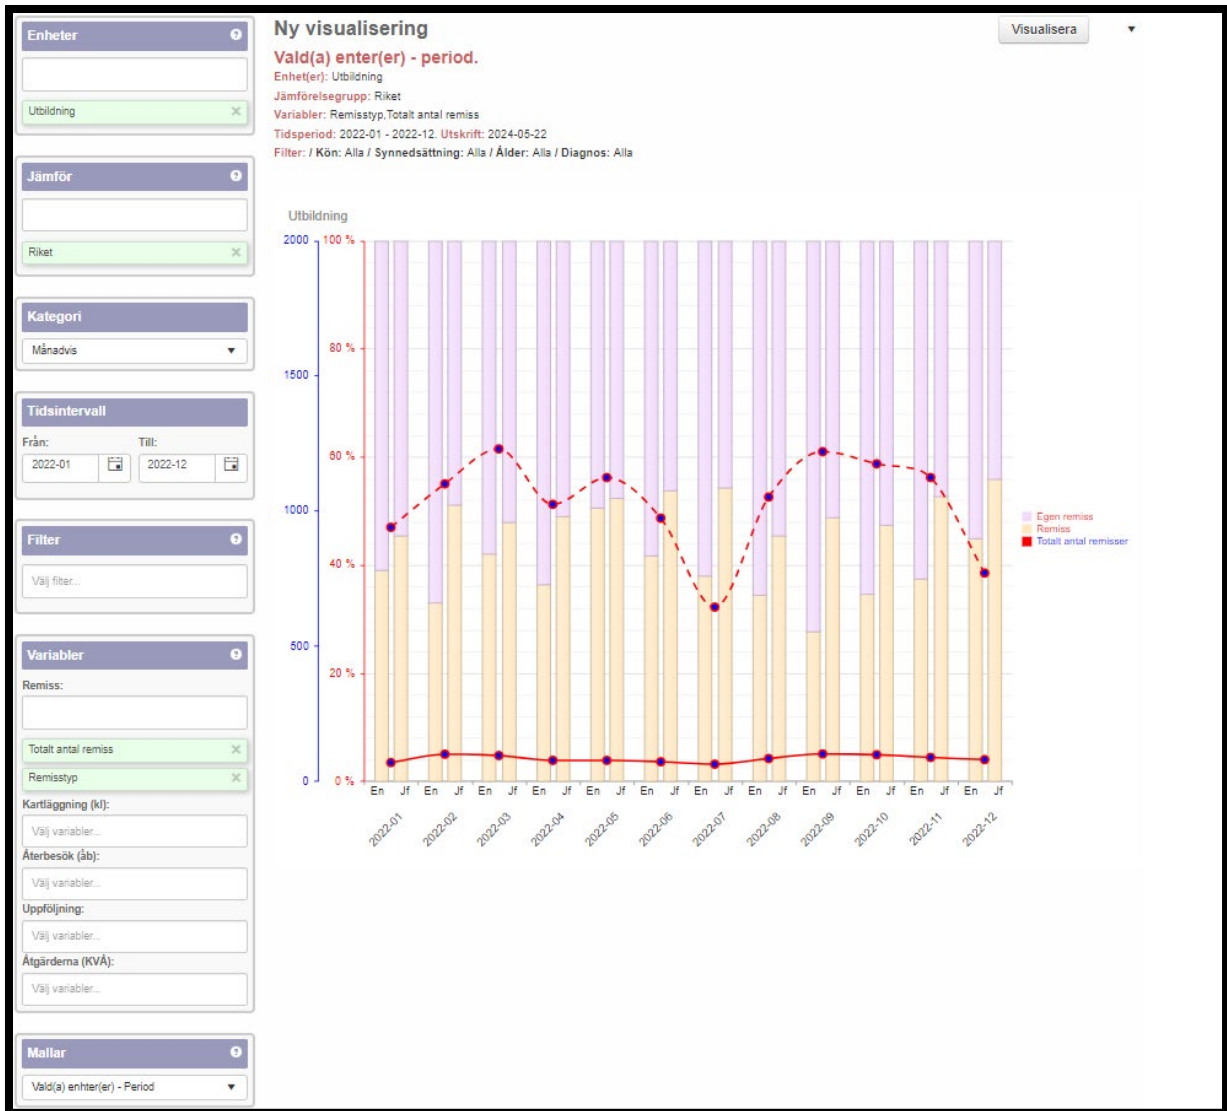 Enheter
Utbildning
Jämför
Riket
Kategori
Månadvis
Tidsintervall
Från: Till:
2022-01 2022-12
Filter
Välj filter...
Variabler
Remiss:
Totalt antal remiss
Remisstyp
Kartläggning (kl):
Välj variabler...
Återbesök (åb):
Välj variabler...
Uppföljning:
Välj variabler...
Åtgärderna (KVÅ):
Välj variabler...
Mallar
Vald(a) enhter(er) - Period
Ny visualisering
Visualisera
Vald(a) enter(er) - period.
Enhet(er): Utbildning
Jämförelsegrupp: Riket
Variabler: Remisstyp,Totalt antal remiss
Tidsperiod: 2022-01 - 2022-12. Utskrift: 2024-05-22
Filter: / Kön: Alla / Synnedsättning: Alla / Ålder: Alla / Diagnos: Alla
Utbildning
2000 100 %
80 %
1500
60 %
1000
40 %
500
20 %
0 0 %
En Jf En Jf En Jf En Jf En Jf En Jf En Jf En Jf En Jf En Jf En Jf En Jf
2022-01 2022-02 2022-03 2022-04 2022-05 2022-06 2022-07 2022-08 2022-09 2022-10 2022-11 2022-12
Egen remiss
Remiss
Totalt antal remisser